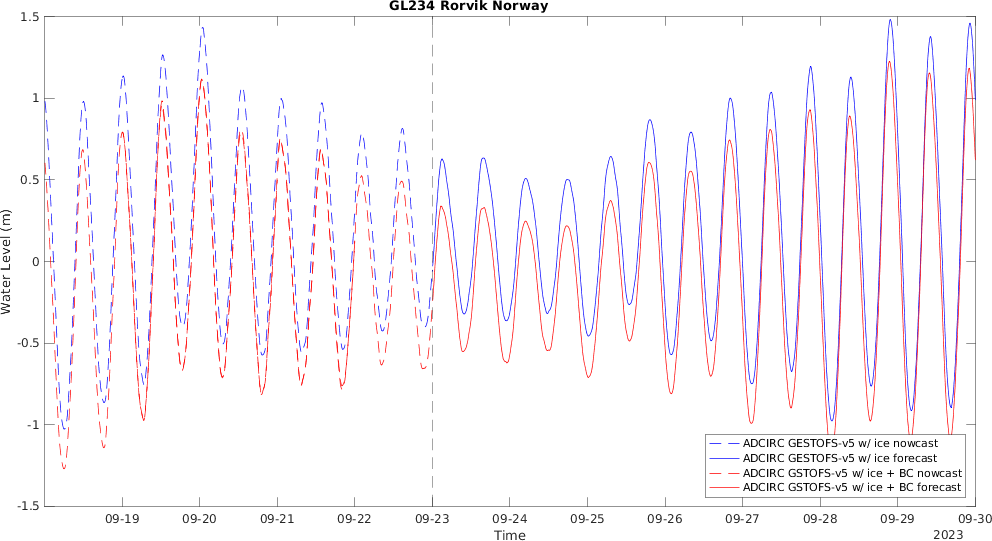 GL234 Rorvik Norway
1.5
1
0.5
0
-0.5
-1
-1.5
Water Level (m)
ADCIRC GESTOFS-v5 w/ ice nowcast
ADCIRC GESTOFS-v5 w/ ice forecast
ADCIRC GSTOFS-v5 w/ ice + BC nowcast
ADCIRC GSTOFS-v5 w/ ice + BC forecast
09-19 09-20 09-21 09-22 09-23 09-24 09-25 09-26 09-27 09-28 09-29 09-30
Time
2023